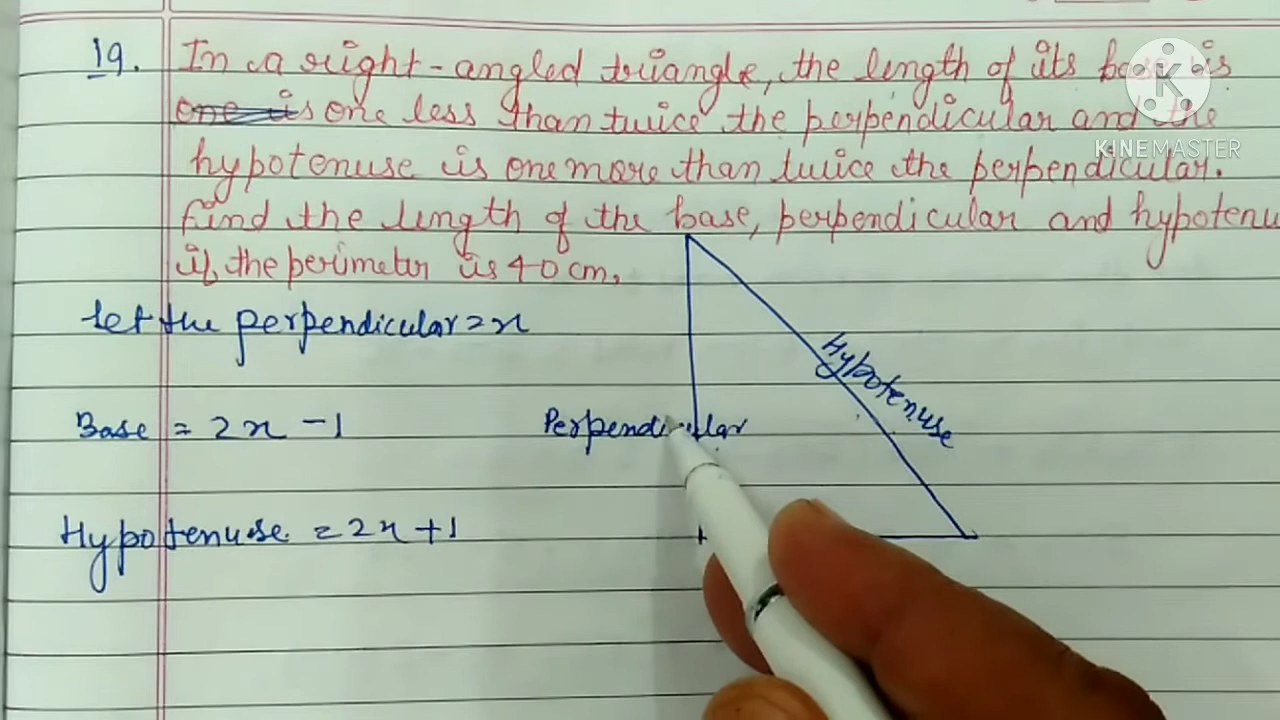 19. In a right-angled triangle, the length of its base is
one is one less than twice the perpendicular and the
hypotenuse is one more than twice the perpendicular.
find the length of the base, perpendicular and hypotenu
if the perimeter is 40 cm,
let the perpendicular = x
Base = 2x - 1
Hypotenuse = 2x + 1
Perpendicular
Hypotenuse
K
KINEMASTER